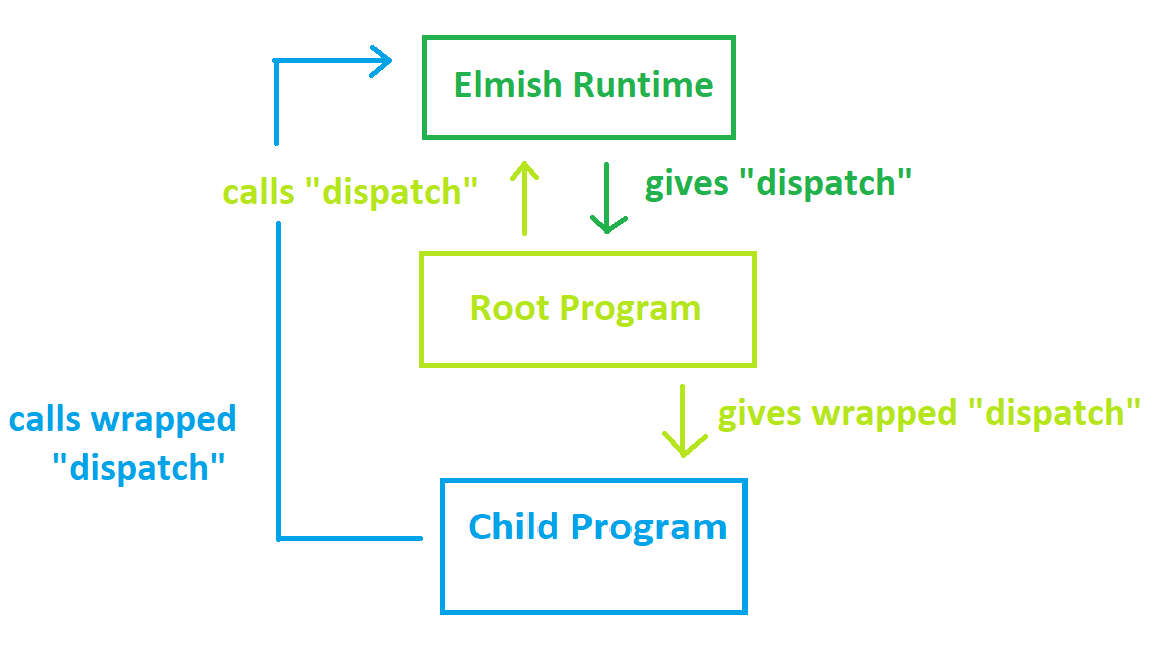 Elmish Runtime
calls "dispatch"
gives "dispatch"
Root Program
calls wrapped
"dispatch"
gives wrapped "dispatch"
Child Program